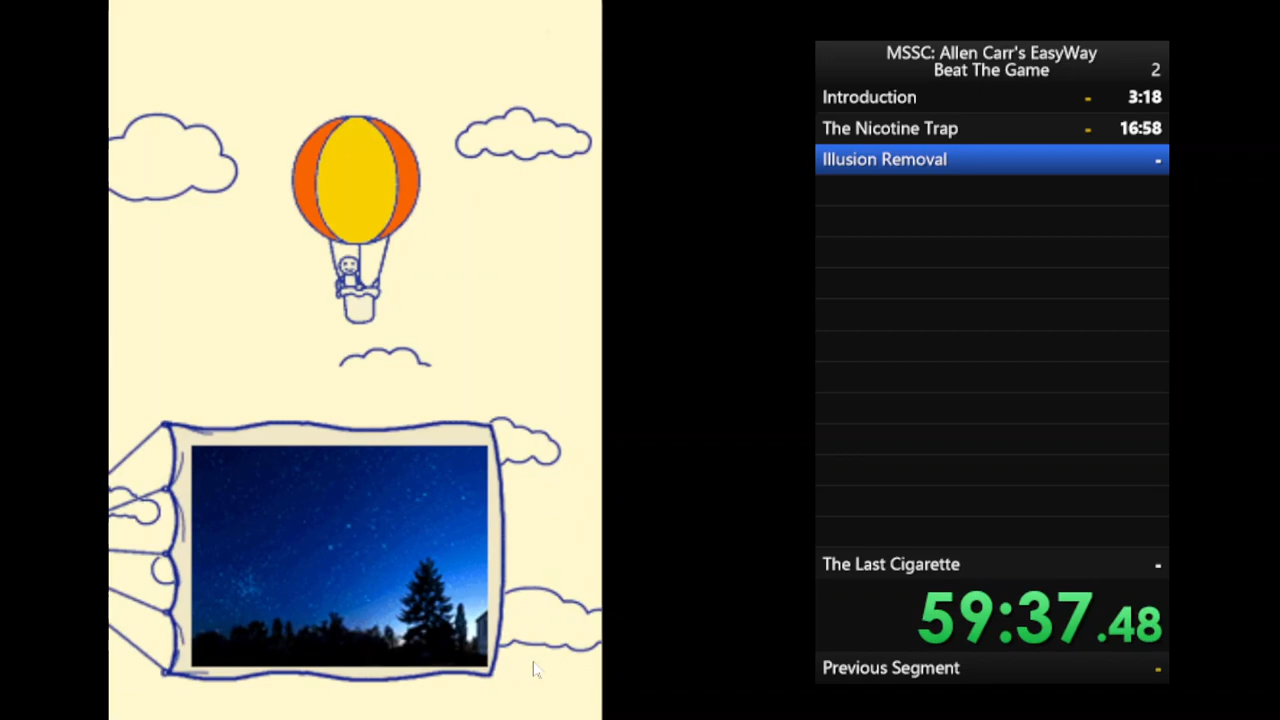 MSSC: Allen Carr's EasyWay
Beat The Game 2
Introduction - 3:18
The Nicotine Trap - 16:58
Illusion Removal -
The Last Cigarette -
59:37.48
Previous Segment -